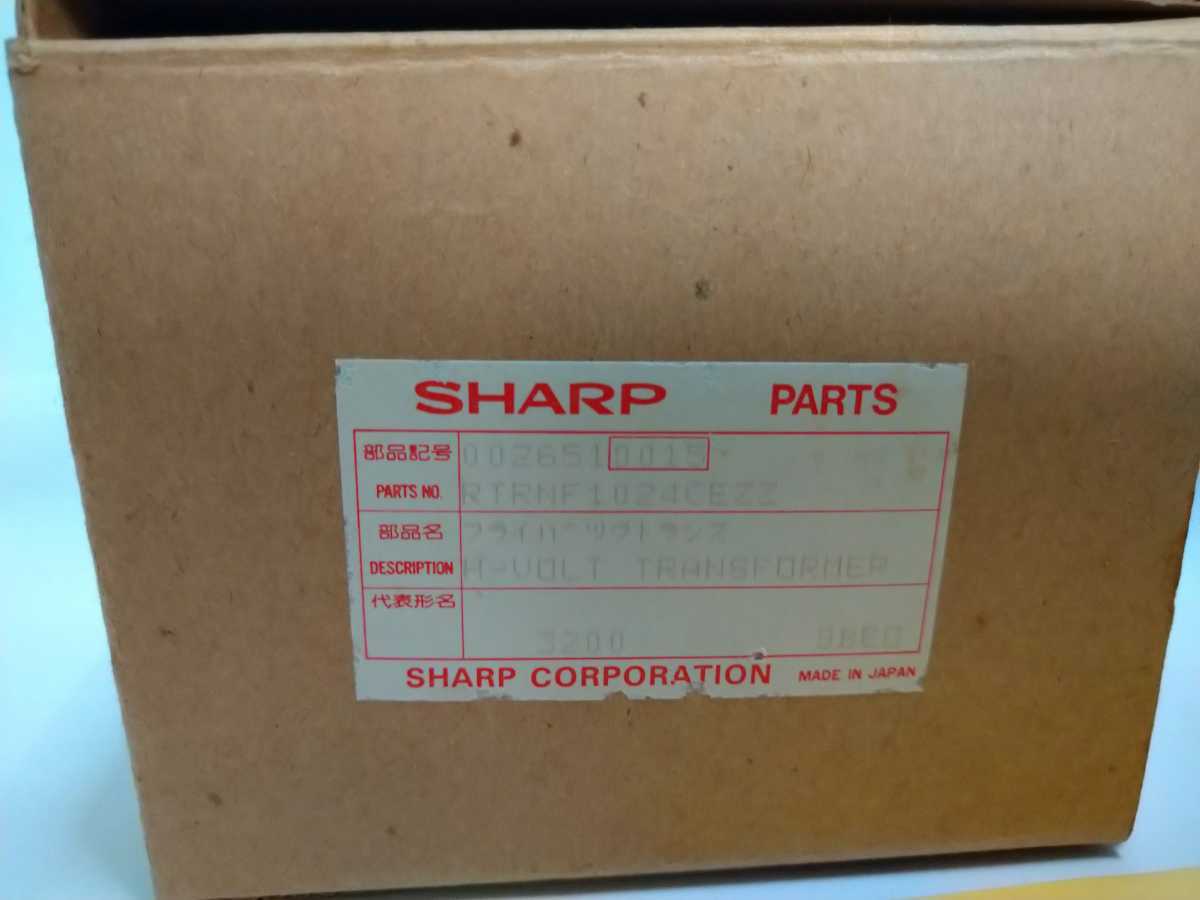 SHARP PARTS
部品記号 0026510015
PARTS NO. RTRNF1024CEZZ
部品名 フライバックトランス
DESCRIPTION H-VOLT TRANSFORMER
代表形名
3200
SHARP CORPORATION MADE IN JAPAN